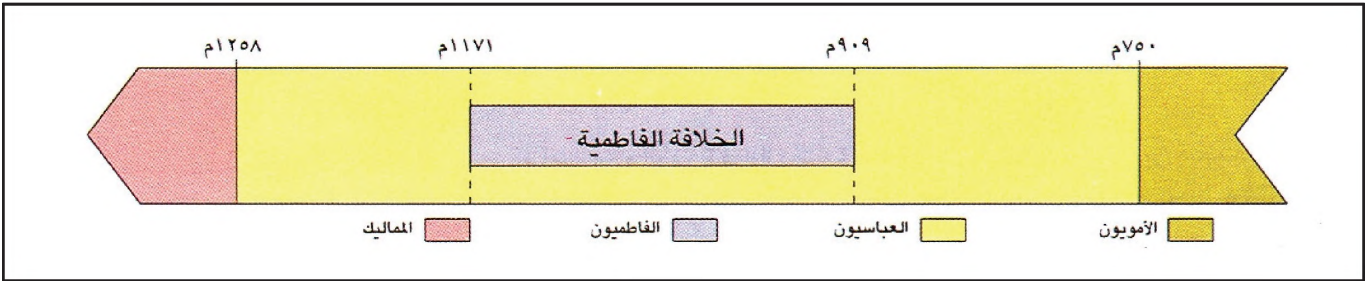 ٧٥٠م ٩٠٩م ١١٧١م ١٢٥٨م
الخلافة الفاطمية
الأمويون العباسيون الفاطميون المماليك